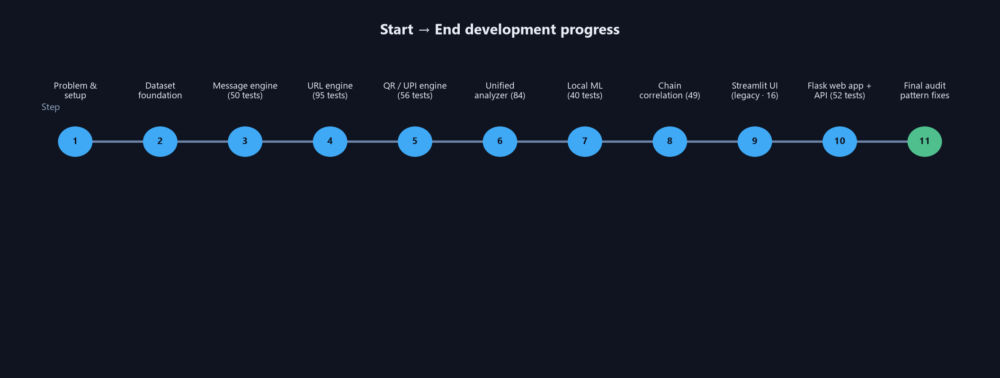 Start → End development progress
Problem &
setup
Dataset
foundation
Message engine
(50 tests)
URL engine
(95 tests)
QR / UPI engine
(56 tests)
Unified
analyzer (84)
Local ML
(40 tests)
Chain
correlation (49)
Streamlit UI
(legacy · 16)
Flask web app +
API (52 tests)
Final audit
pattern fixes
Step
1
2
3
4
5
6
7
8
9
10
11